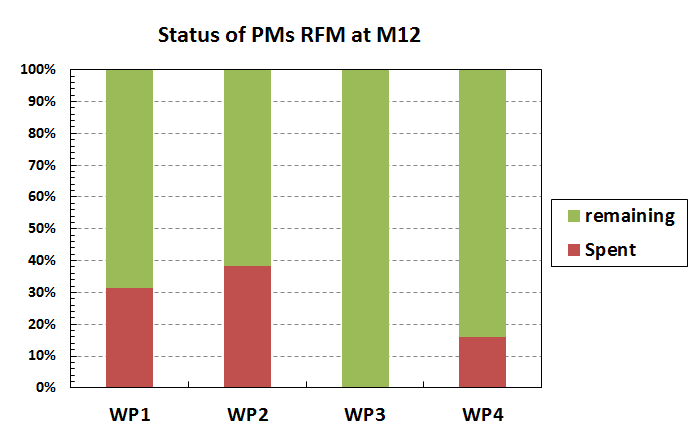 Status of PMs RFM at M12
100%
90%
80%
70%
60%
50%
40%
30%
20%
10%
0%
WP1 WP2 WP3 WP4
remaining
Spent